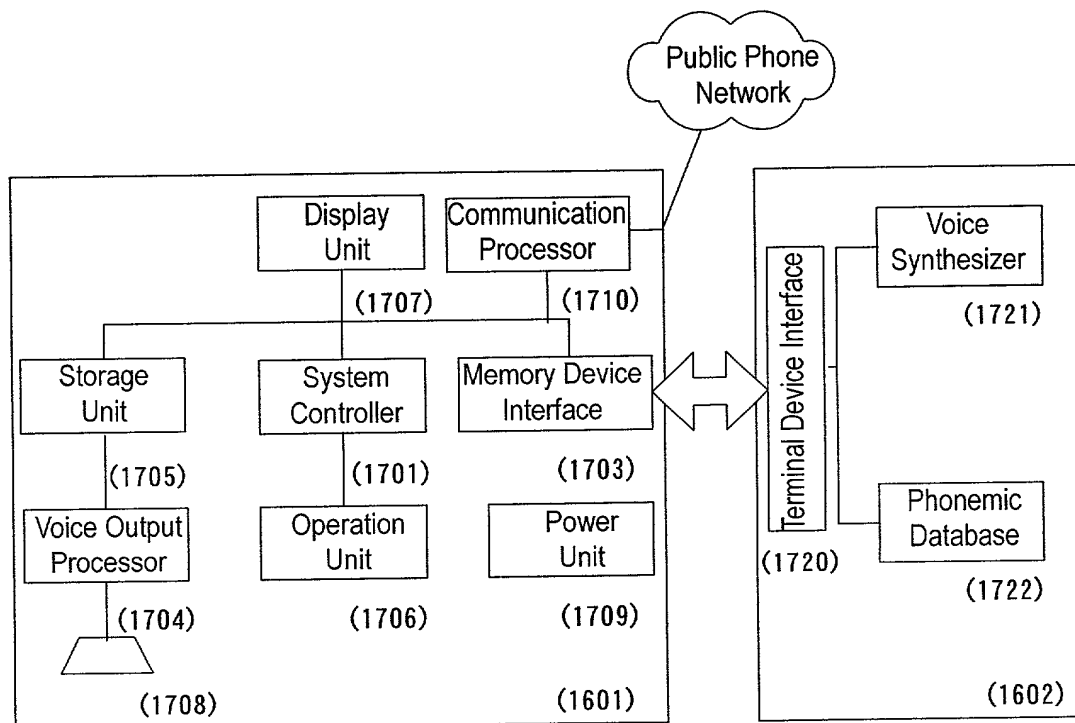 Public Phone
Network
Display
Unit
(1707)
Communication
Processor
(1710)
Storage
Unit
(1705)
System
Controller
(1701)
Memory Device
Interface
(1703)
Voice Output
Processor
(1704)
Operation
Unit
(1706)
Power
Unit
(1709)
(1708)
(1601)
Terminal Device Interface
(1720)
Voice
Synthesizer
(1721)
Phonemic
Database
(1722)
(1602)